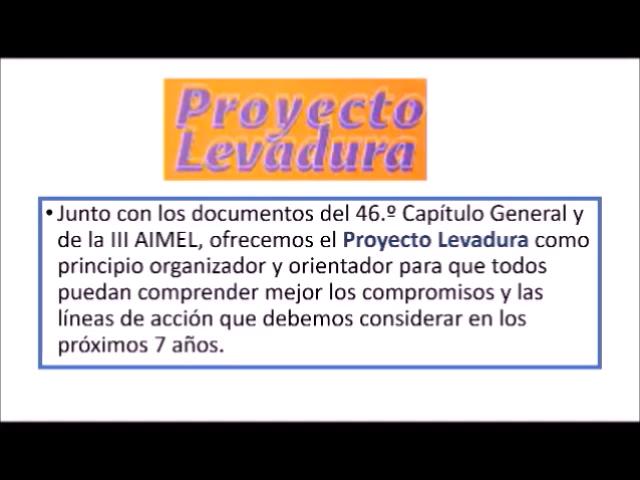 Proyecto
Levadura
• Junto con los documentos del 46.º Capítulo General y
de la III AIMEL, ofrecemos el Proyecto Levadura como
principio organizador y orientador para que todos
puedan comprender mejor los compromisos y las
líneas de acción que debemos considerar en los
próximos 7 años.